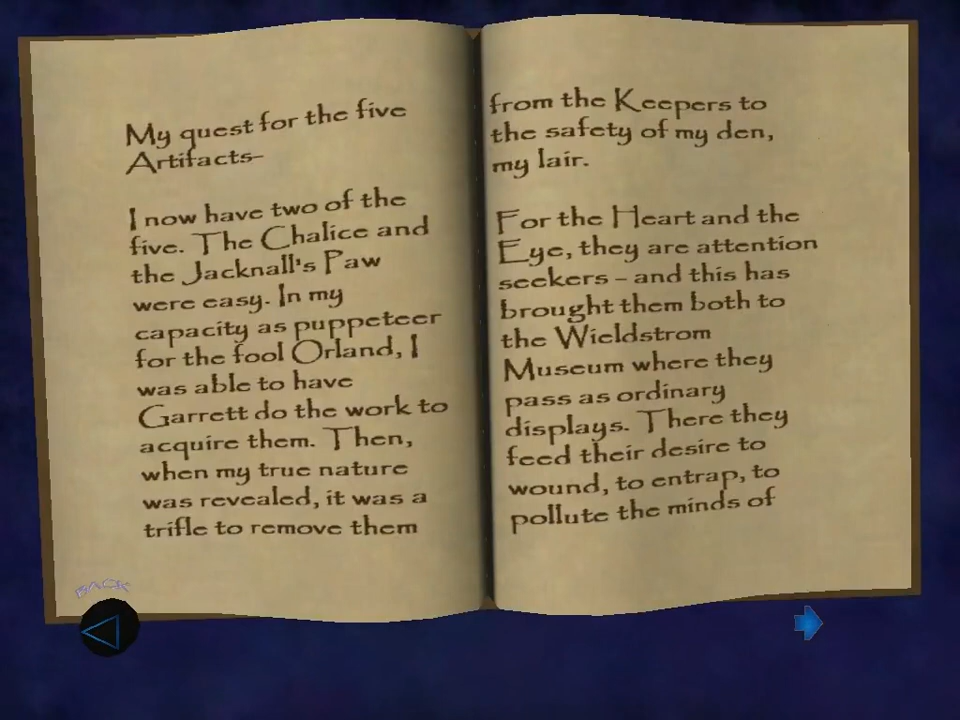 My quest for the five
Artifacts-
I now have two of the
five. The Chalice and
the Jacknall's Paw
were easy. In my
capacity as puppeteer
for the fool Orland, I
was able to have
Garrett do the work to
acquire them. Then,
when my true nature
was revealed, it was a
trifle to remove them
from the Keepers to
the safety of my den,
my lair.
For the Heart and the
Eye, they are attention
seekers - and this has
brought them both to
the Wieldstrom
Museum where they
pass as ordinary
displays. There they
feed their desire to
wound, to entrap, to
pollute the minds of
BACK